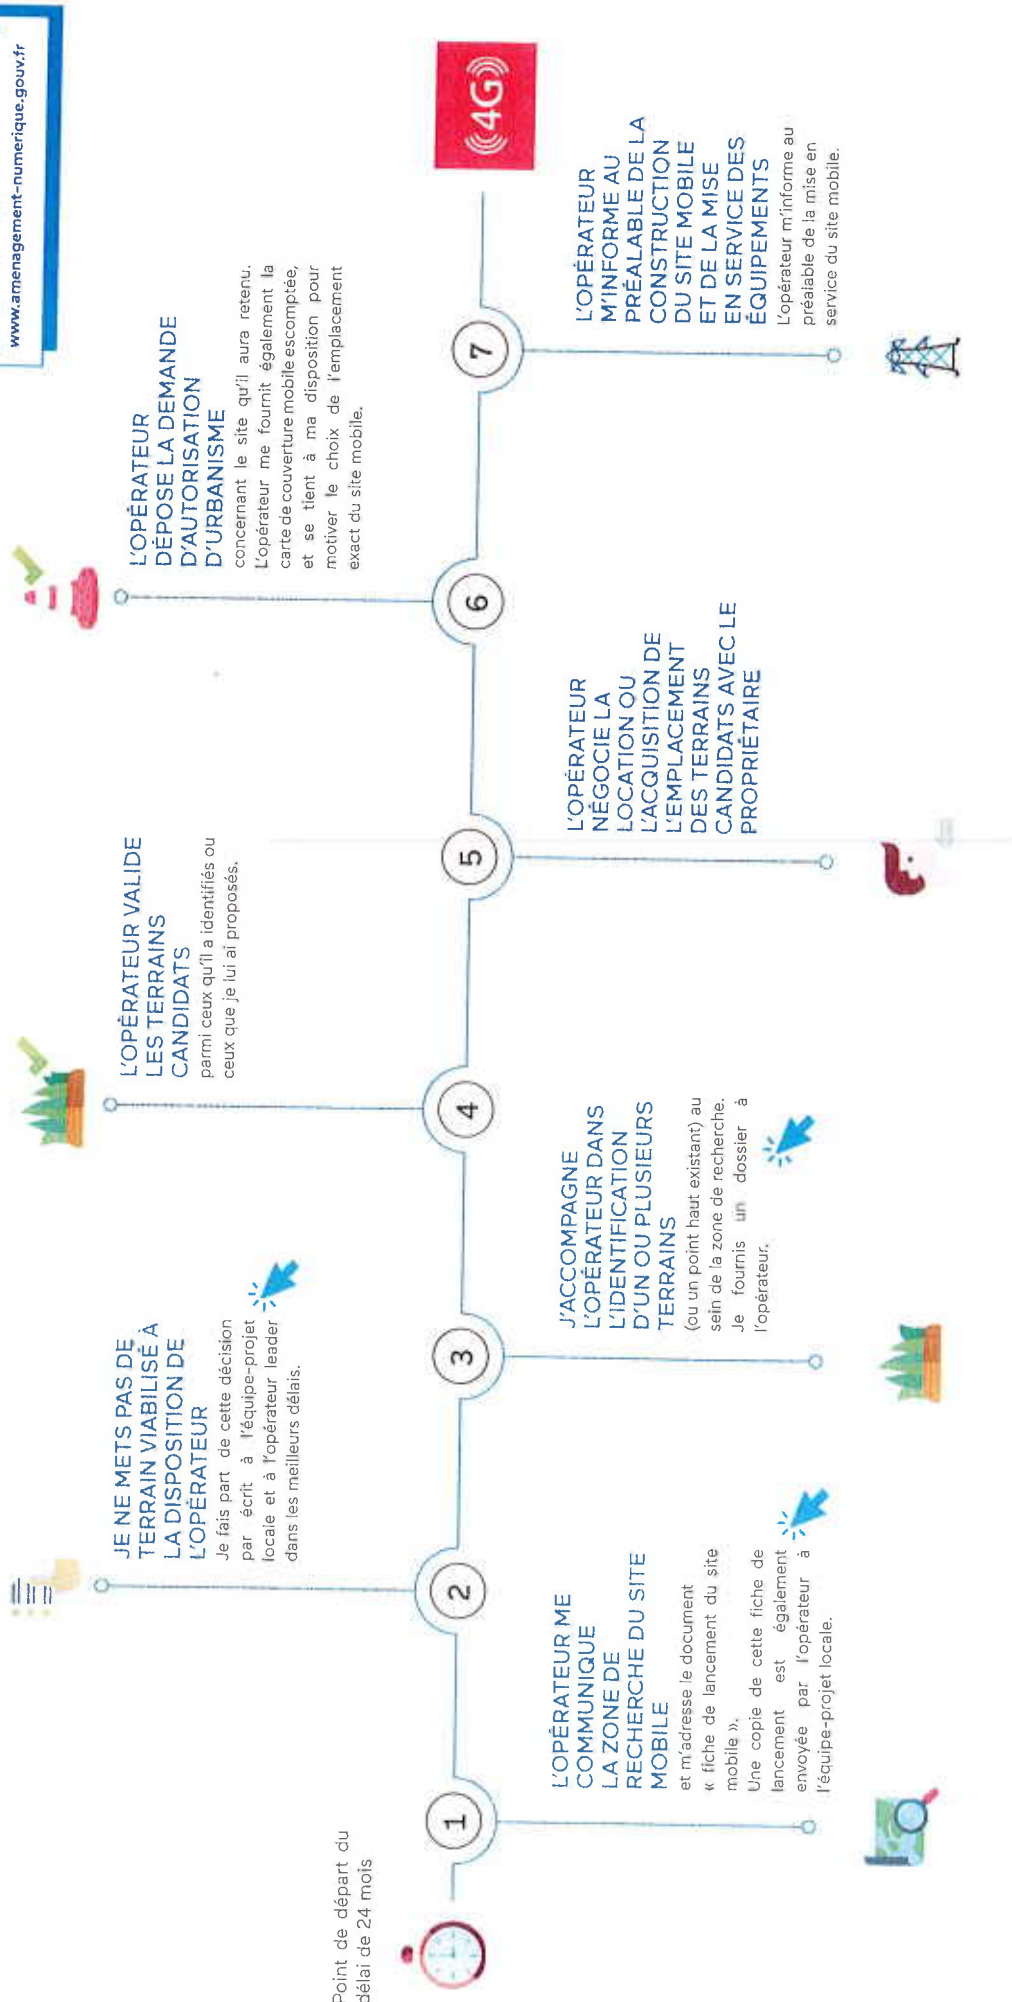 www.amenagement-numerique.gouv.fr
Point de départ du
délai de 24 mois
1
L'OPÉRATEUR ME
COMMUNIQUE
LA ZONE DE
RECHERCHE DU SITE
MOBILE
et m'adresse le document
« fiche de lancement du site
mobile ».
Une copie de cette fiche de
lancement est également
envoyée par l'opérateur à
l'équipe-projet locale.
2
JE NE METS PAS DE
TERRAIN VIABILISÉ À
LA DISPOSITION DE
L'OPÉRATEUR
Je fais part de cette décision
par écrit à l'équipe-projet
locale et à l'opérateur leader
dans les meilleurs délais.
3
J'ACCOMPAGNE
L'OPÉRATEUR DANS
L'IDENTIFICATION
D'UN OU PLUSIEURS
TERRAINS
(ou un point haut existant) au
sein de la zone de recherche.
Je fournis un dossier à
l'opérateur.
4
L'OPÉRATEUR VALIDE
LES TERRAINS
CANDIDATS
parmi ceux qu'il a identifiés ou
ceux que je lui ai proposés.
5
L'OPÉRATEUR
NÉGOCIE LA
LOCATION OU
L'ACQUISITION DE
L'EMPLACEMENT
DES TERRAINS
CANDIDATS AVEC LE
PROPRIÉTAIRE
6
L'OPÉRATEUR
DÉPOSE LA DEMANDE
D'AUTORISATION
D'URBANISME
concernant le site qu'il aura retenu.
L'opérateur me fournit également la
carte de couverture mobile escomptée,
et se tient à ma disposition pour
motiver le choix de l'emplacement
exact du site mobile.
7
L'OPÉRATEUR
M'INFORME AU
PRÉALABLE DE LA
CONSTRUCTION
DU SITE MOBILE
ET DE LA MISE
EN SERVICE DES
ÉQUIPEMENTS
L'opérateur m'informe au
préalable de la mise en
service du site mobile.
4G